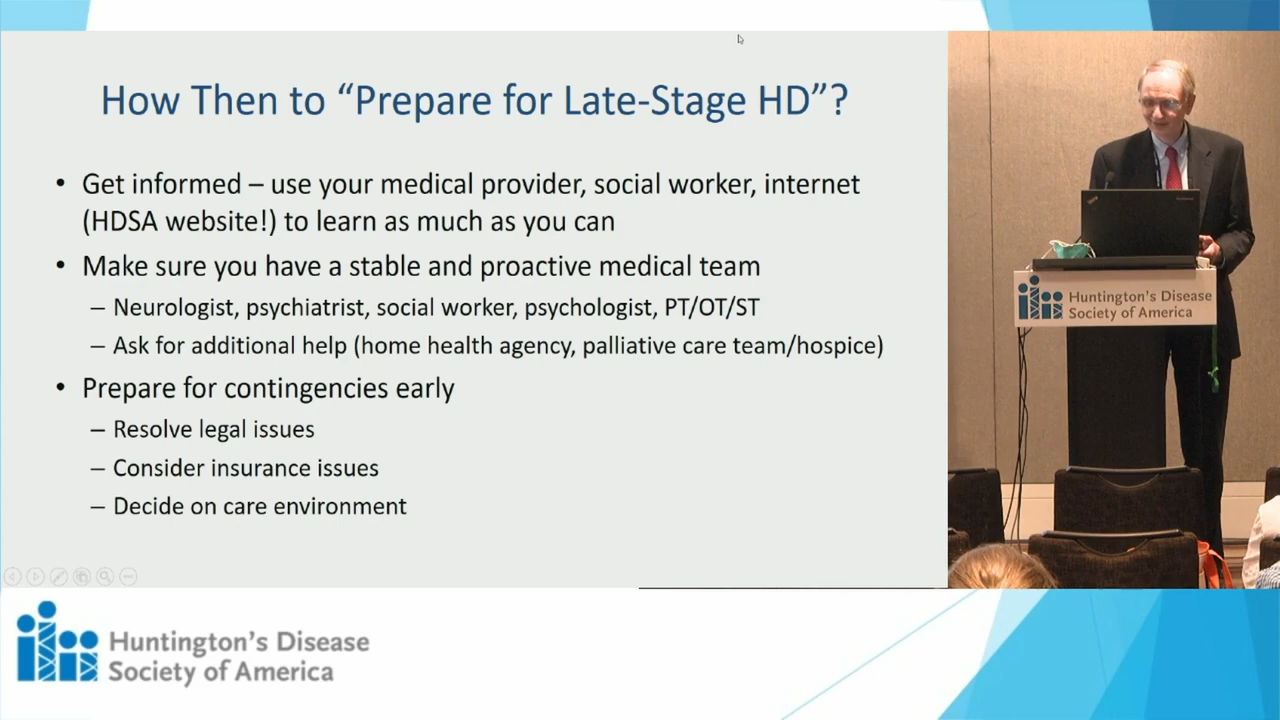 How Then to “Prepare for Late-Stage HD”?
• Get informed – use your medical provider, social worker, internet
(HDSA website!) to learn as much as you can
• Make sure you have a stable and proactive medical team
– Neurologist, psychiatrist, social worker, psychologist, PT/OT/ST
– Ask for additional help (home health agency, palliative care team/hospice)
• Prepare for contingencies early
– Resolve legal issues
– Consider insurance issues
– Decide on care environment
Huntington's Disease
Society of America
Huntington's Disease
Society of America